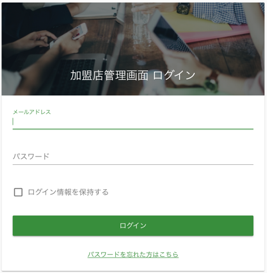 加盟店管理画面 ログイン
メールアドレス
パスワード
ログイン情報を保持する
ログイン
パスワードを忘れた方はこちら